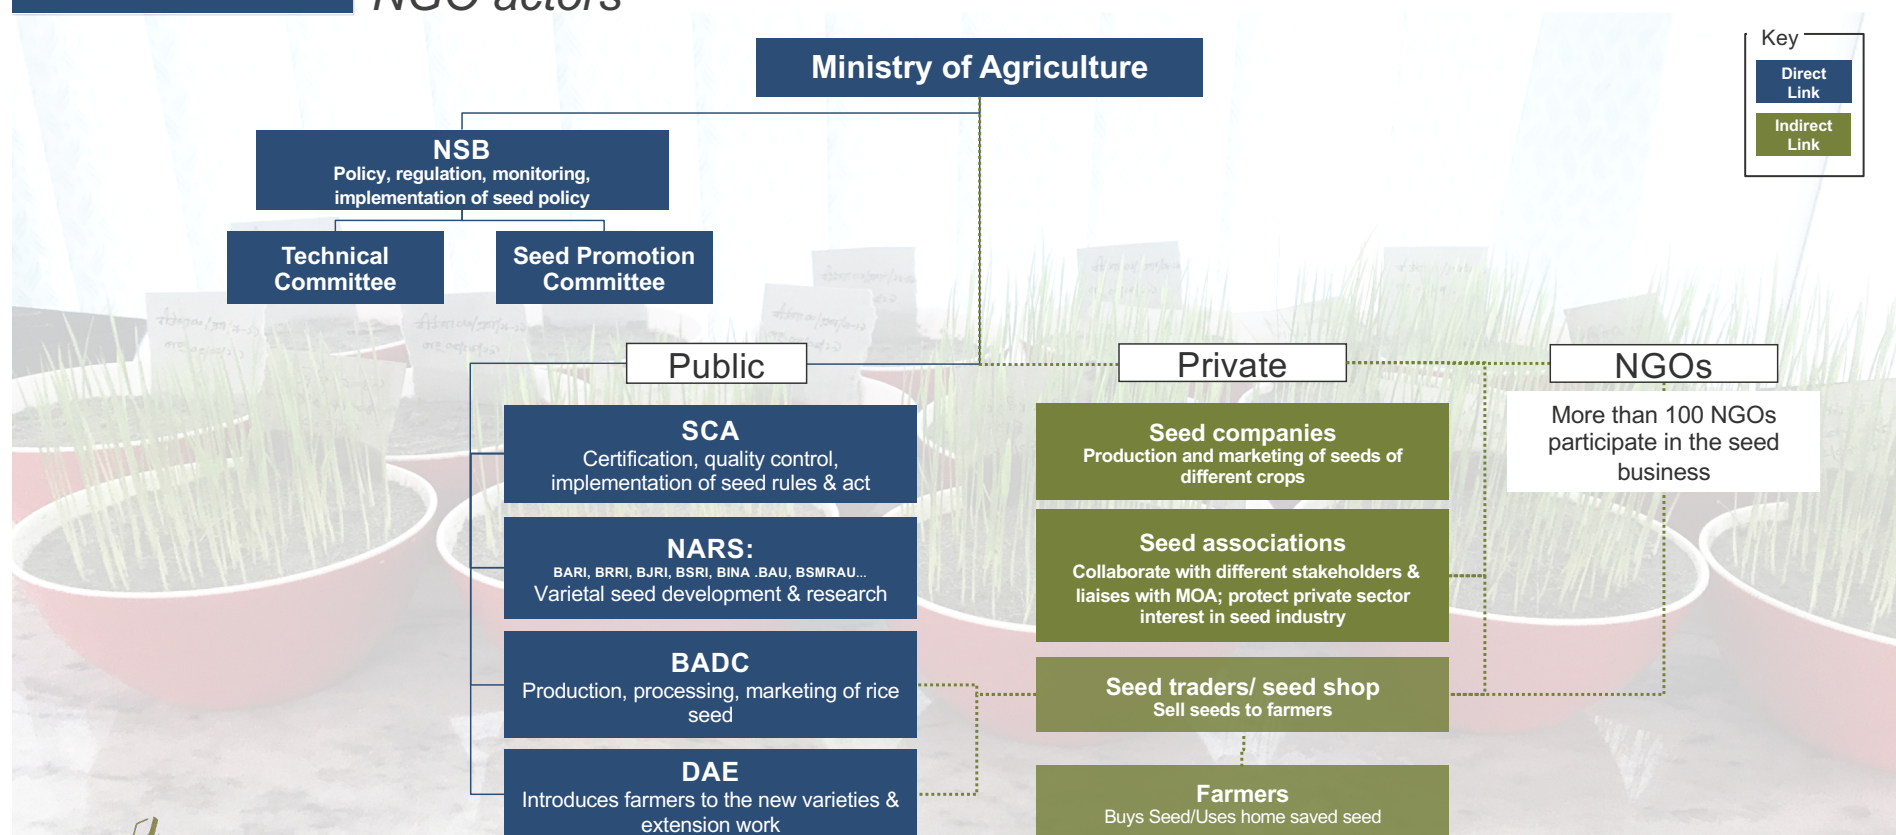 NGO actors
Ministry of Agriculture
Key
Direct
Link
Indirect
Link
NSB
Policy, regulation, monitoring,
implementation of seed policy
Technical
Committee
Seed Promotion
Committee
Public
Private
NGOs
SCA
Certification, quality control,
implementation of seed rules & act
NARS:
BARI, BRRI, BJRI, BSRI, BINA .BAU, BSMRAU...
Varietal seed development & research
BADC
Production, processing, marketing of rice
seed
DAE
Introduces farmers to the new varieties &
extension work
Seed companies
Production and marketing of seeds of
different crops
Seed associations
Collaborate with different stakeholders &
liaises with MOA; protect private sector
interest in seed industry
Seed traders/ seed shop
Sell seeds to farmers
Farmers
Buys Seed/Uses home saved seed
More than 100 NGOs
participate in the seed
business